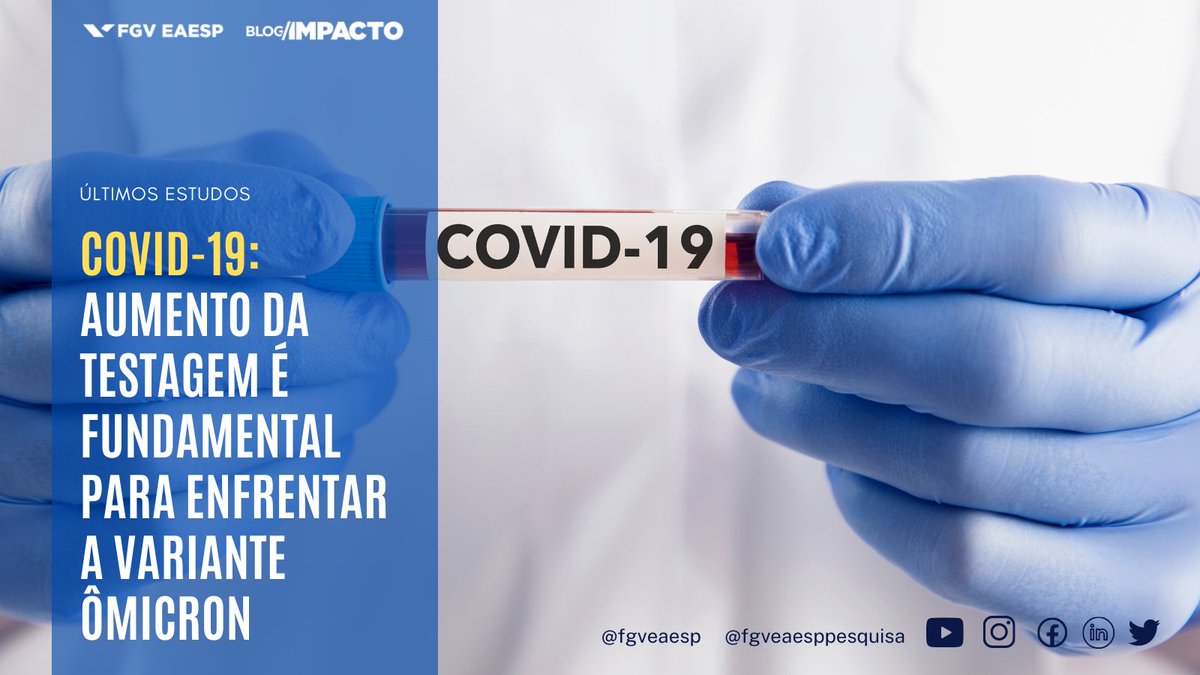 FGV EAESP BLOG/IMPACTO
ÚLTIMOS ESTUDOS
COVID-19:
AUMENTO DA
TESTAGEM É
FUNDAMENTAL
PARA ENFRENTAR
A VARIANTE
ÔMICRON
COVID-19
@fgveaesp @fgveaesppesquisa